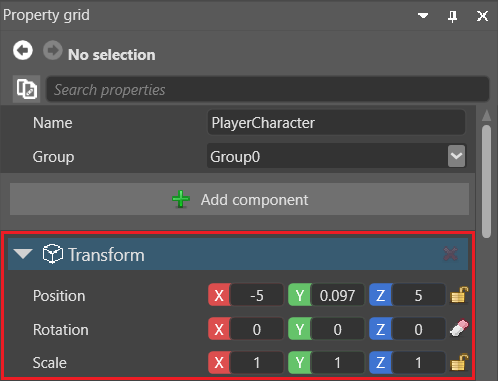 Property grid
No selection
Search properties
Name PlayerCharacter
Group Group0
Add component
Transform
Position X -5 Y 0.097 Z 5
Rotation X 0 Y 0 Z 0
Scale X 1 Y 1 Z 1